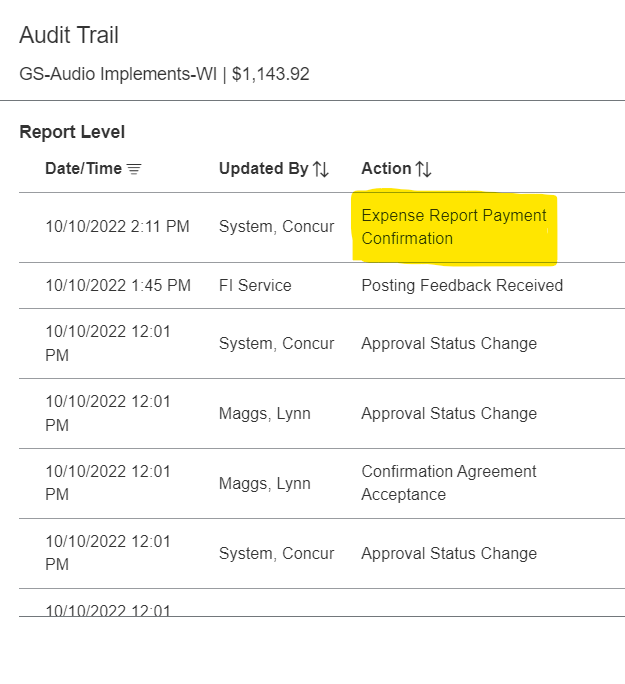 Audit Trail
GS-Audio Implements-WI | $1,143.92
Report Level
Date/Time Updated By Action
10/10/2022 2:11 PM System, Concur Expense Report Payment
Confirmation
10/10/2022 1:45 PM FI Service Posting Feedback Received
10/10/2022 12:01
PM System, Concur Approval Status Change
10/10/2022 12:01
PM Maggs, Lynn Approval Status Change
10/10/2022 12:01
PM Maggs, Lynn Confirmation Agreement
Acceptance
10/10/2022 12:01
PM System, Concur Approval Status Change
10/10/2022 12:01